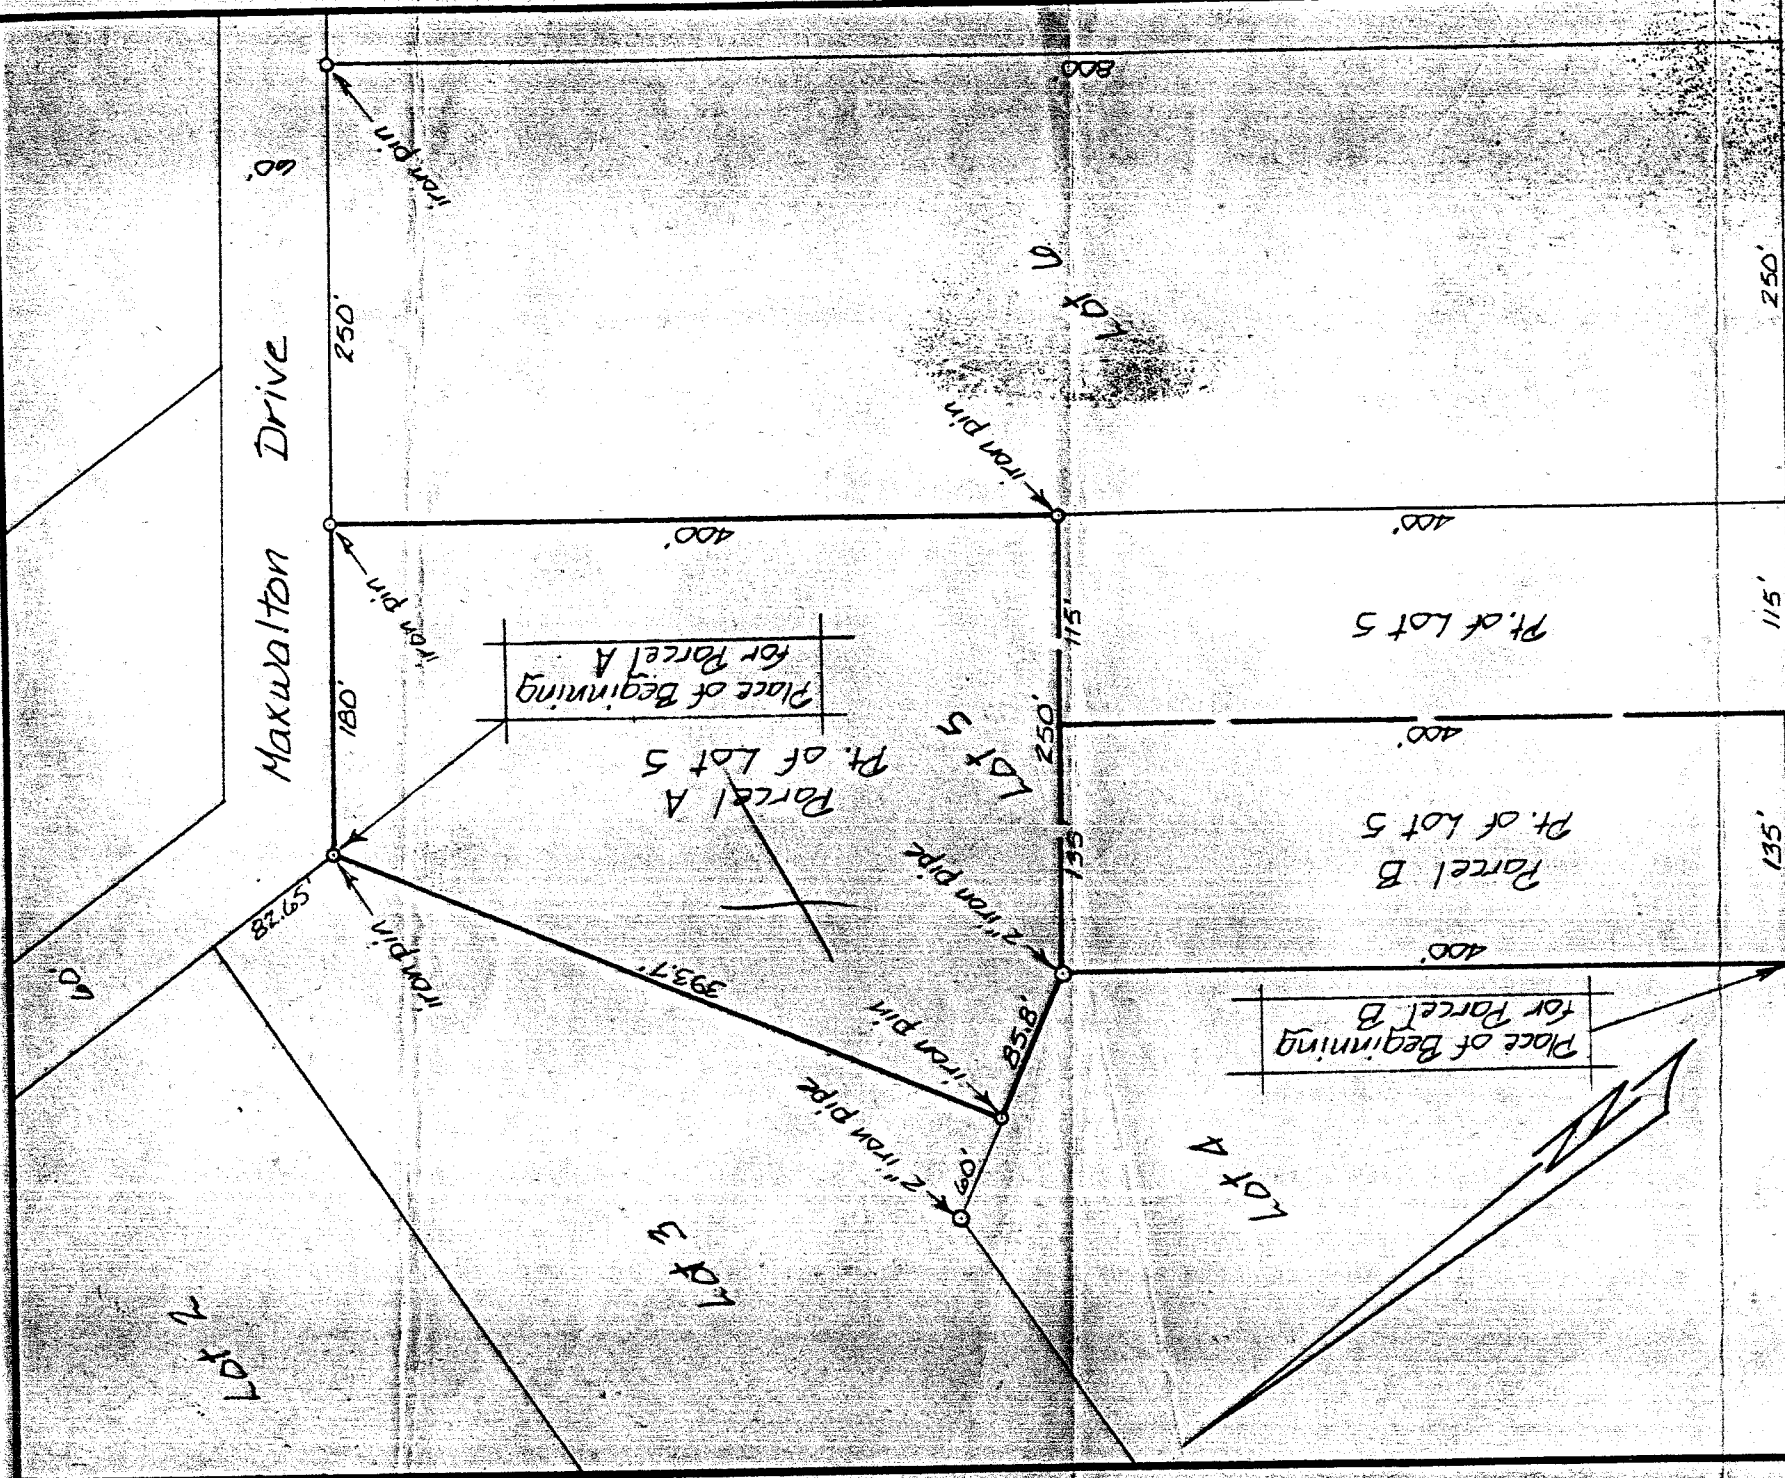 800'
iron pin
60'
250'
Lot 6
250'
Makwalton Drive
iron pin
400'
400'
iron pin
180'
115'
Pt. of Lot 5
115'
Place of Beginning
for Parcel A
Parcel A
Pt. of Lot 5
Lot 5
250'
400'
Parcel B
Pt. of Lot 5
135'
135'
2" iron pipe
82.65'
60'
iron pin
393.7'
iron pin
85.8'
400'
Place of Beginning
for Parcel B
2" iron pipe
60'
Lot 4
N
Lot 3
Lot 2